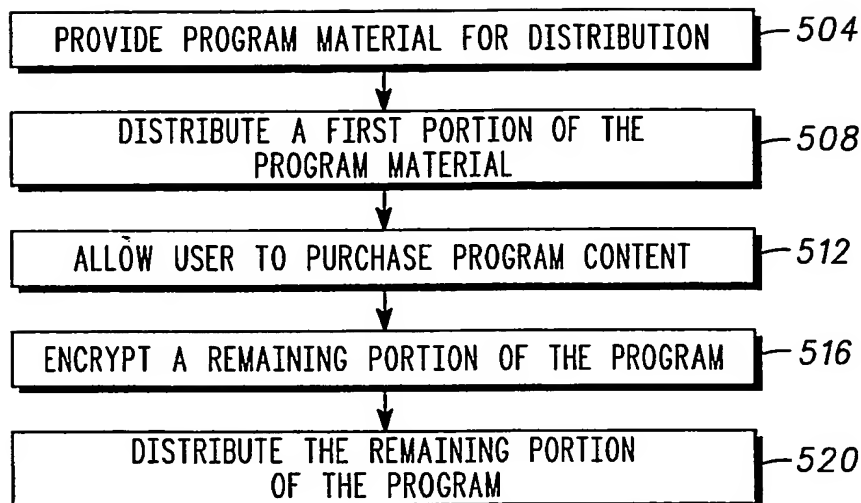 PROVIDE PROGRAM MATERIAL FOR DISTRIBUTION 504
DISTRIBUTE A FIRST PORTION OF THE
PROGRAM MATERIAL 508
ALLOW USER TO PURCHASE PROGRAM CONTENT 512
ENCRYPT A REMAINING PORTION OF THE PROGRAM 516
DISTRIBUTE THE REMAINING PORTION
OF THE PROGRAM 520